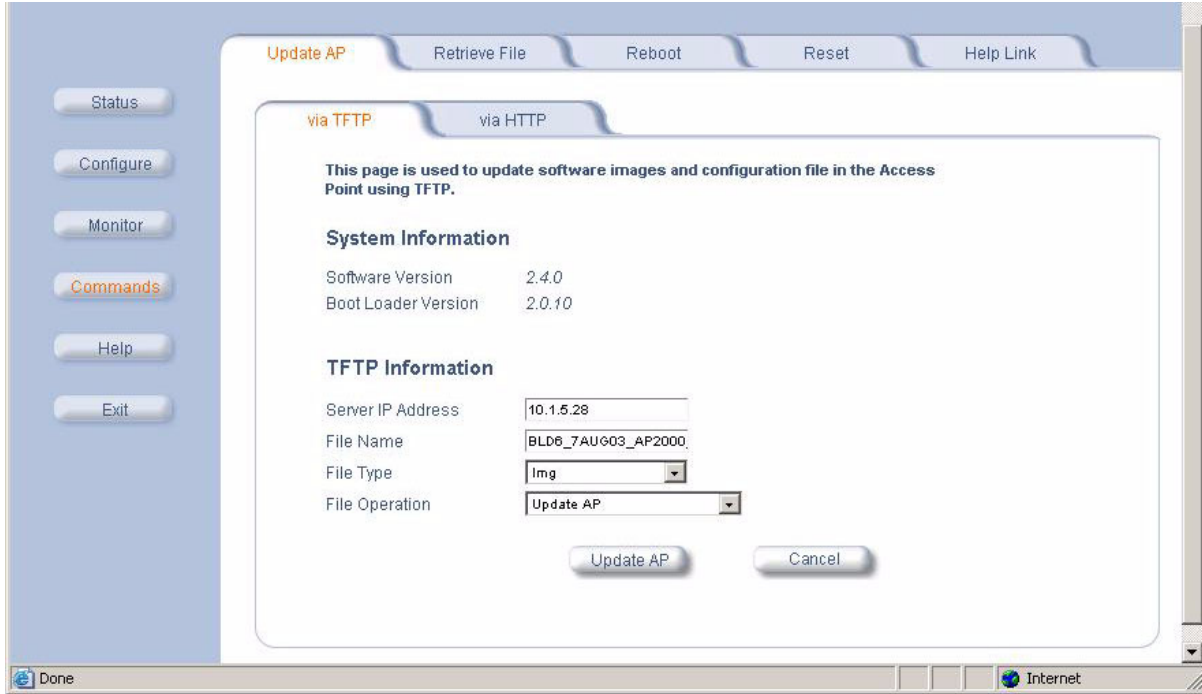 Update AP Retrieve File Reboot Reset Help Link
Status
via TFTP via HTTP
Configure
This page is used to update software images and configuration file in the Access
Point using TFTP.
Monitor
System Information
Software Version 2.4.0
Commands
Boot Loader Version 2.0.10
Help
TFTP Information
Exit
Server IP Address 10.1.5.28
File Name BLD6_7AUG03_AP2000_
File Type Img
File Operation Update AP
Update AP Cancel
Done Internet